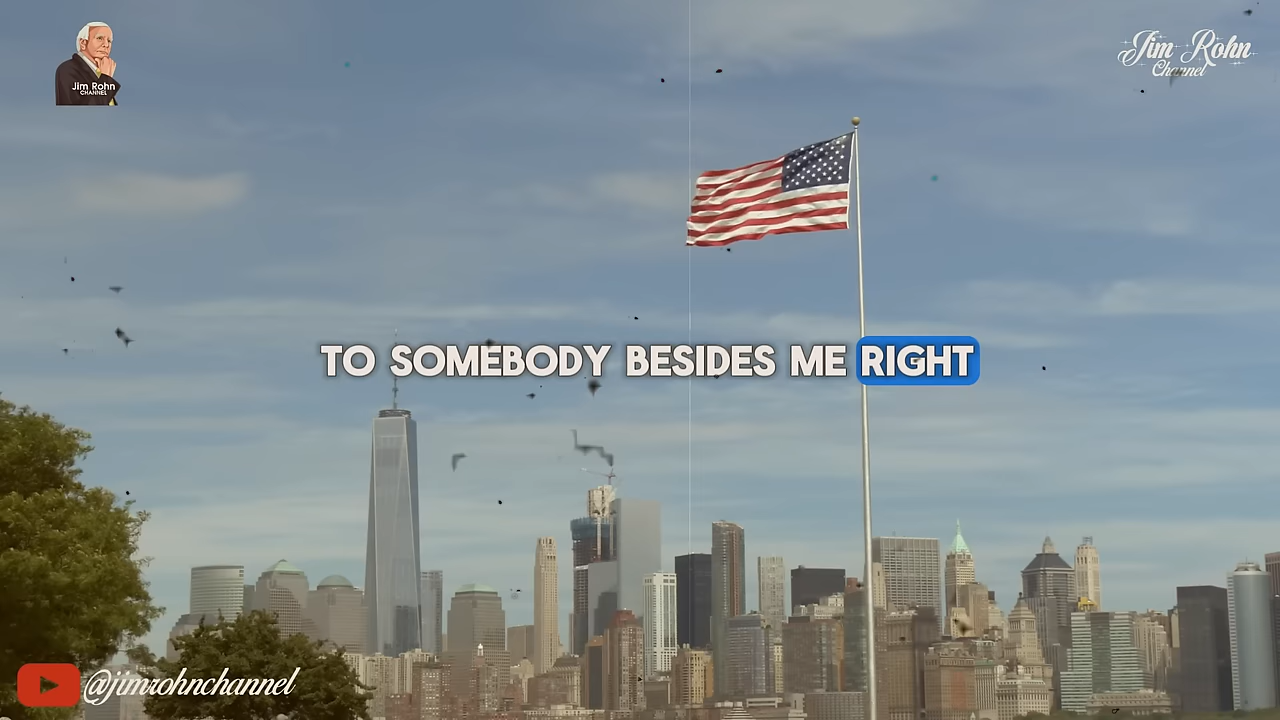 Jim Rohn
CHANNEL
Jim Rohn
Channel
TO SOMEBODY BESIDES ME RIGHT
@jimrohnchannel